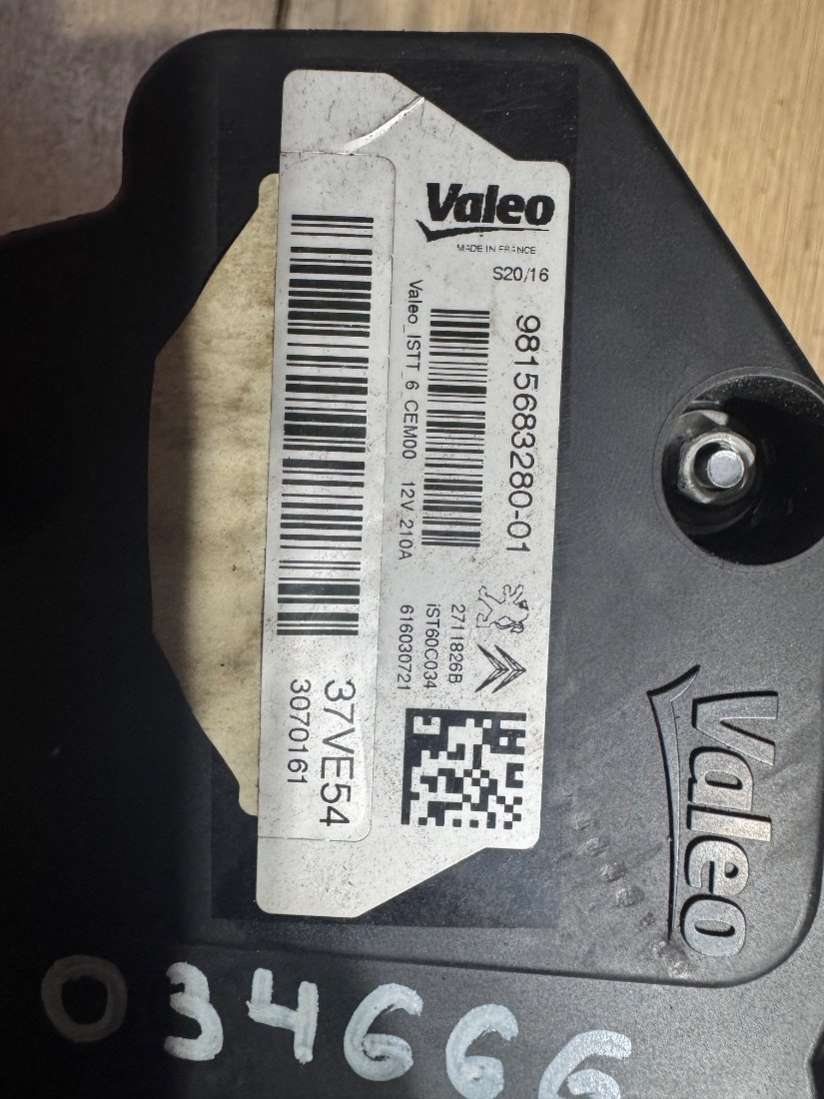 Valeo
MADE IN FRANCE
S20/16
9815683280-01
Valeo_ISTT_6_CEM00 12V 210A
2711826B
iST60C034
616030721
37VE54
3070161
Valeo
034666